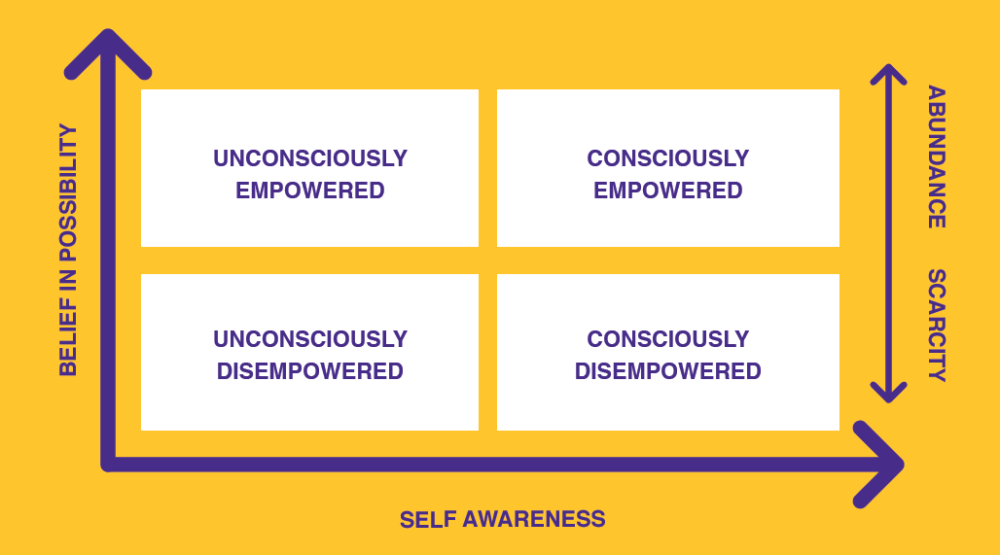 BELIEF IN POSSIBILITY
UNCONSCIOUSLY
EMPOWERED
CONSCIOUSLY
EMPOWERED
UNCONSCIOUSLY
DISEMPOWERED
CONSCIOUSLY
DISEMPOWERED
ABUNDANCE
SCARCITY
SELF AWARENESS